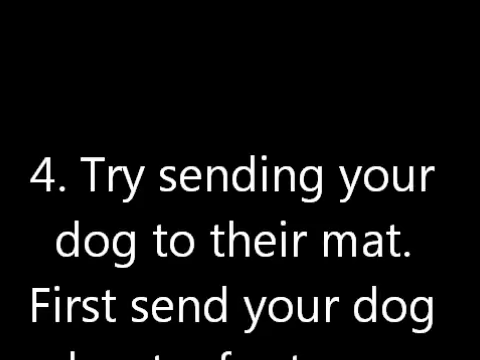 4. Try sending your
dog to their mat.
First send your dog